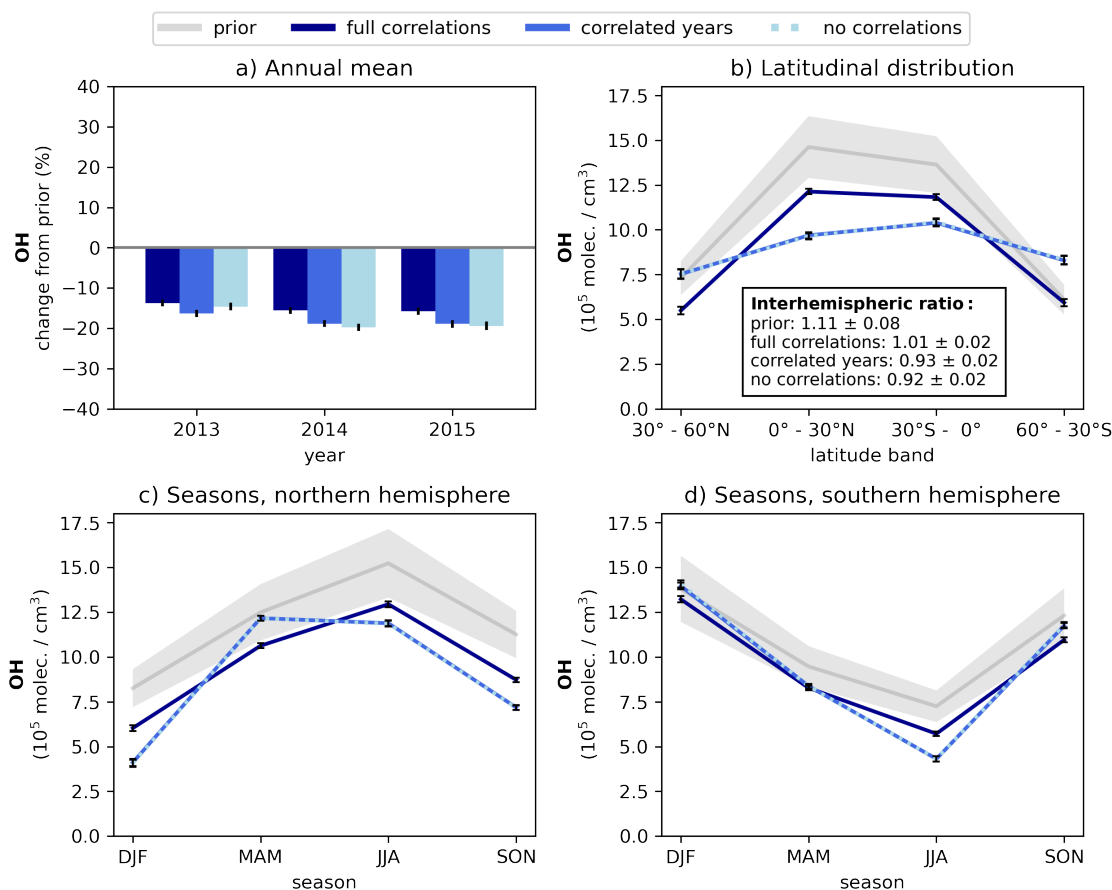 prior full correlations correlated years no correlations
a) Annual mean
OH
change from prior (%)
40
30
20
10
0
−10
−20
−30
−40
2013 2014 2015
year
b) Latitudinal distribution
OH
(10⁵ molec. / cm³)
17.5
15.0
12.5
10.0
7.5
5.0
2.5
0.0
Interhemispheric ratio:
prior: 1.11 ± 0.08
full correlations: 1.01 ± 0.02
correlated years: 0.93 ± 0.02
no correlations: 0.92 ± 0.02
30° - 60°N 0° - 30°N 30°S - 0° 60° - 30°S
latitude band
c) Seasons, northern hemisphere
OH
(10⁵ molec. / cm³)
17.5
15.0
12.5
10.0
7.5
5.0
2.5
0.0
DJF MAM JJA SON
season
d) Seasons, southern hemisphere
OH
(10⁵ molec. / cm³)
17.5
15.0
12.5
10.0
7.5
5.0
2.5
0.0
DJF MAM JJA SON
season